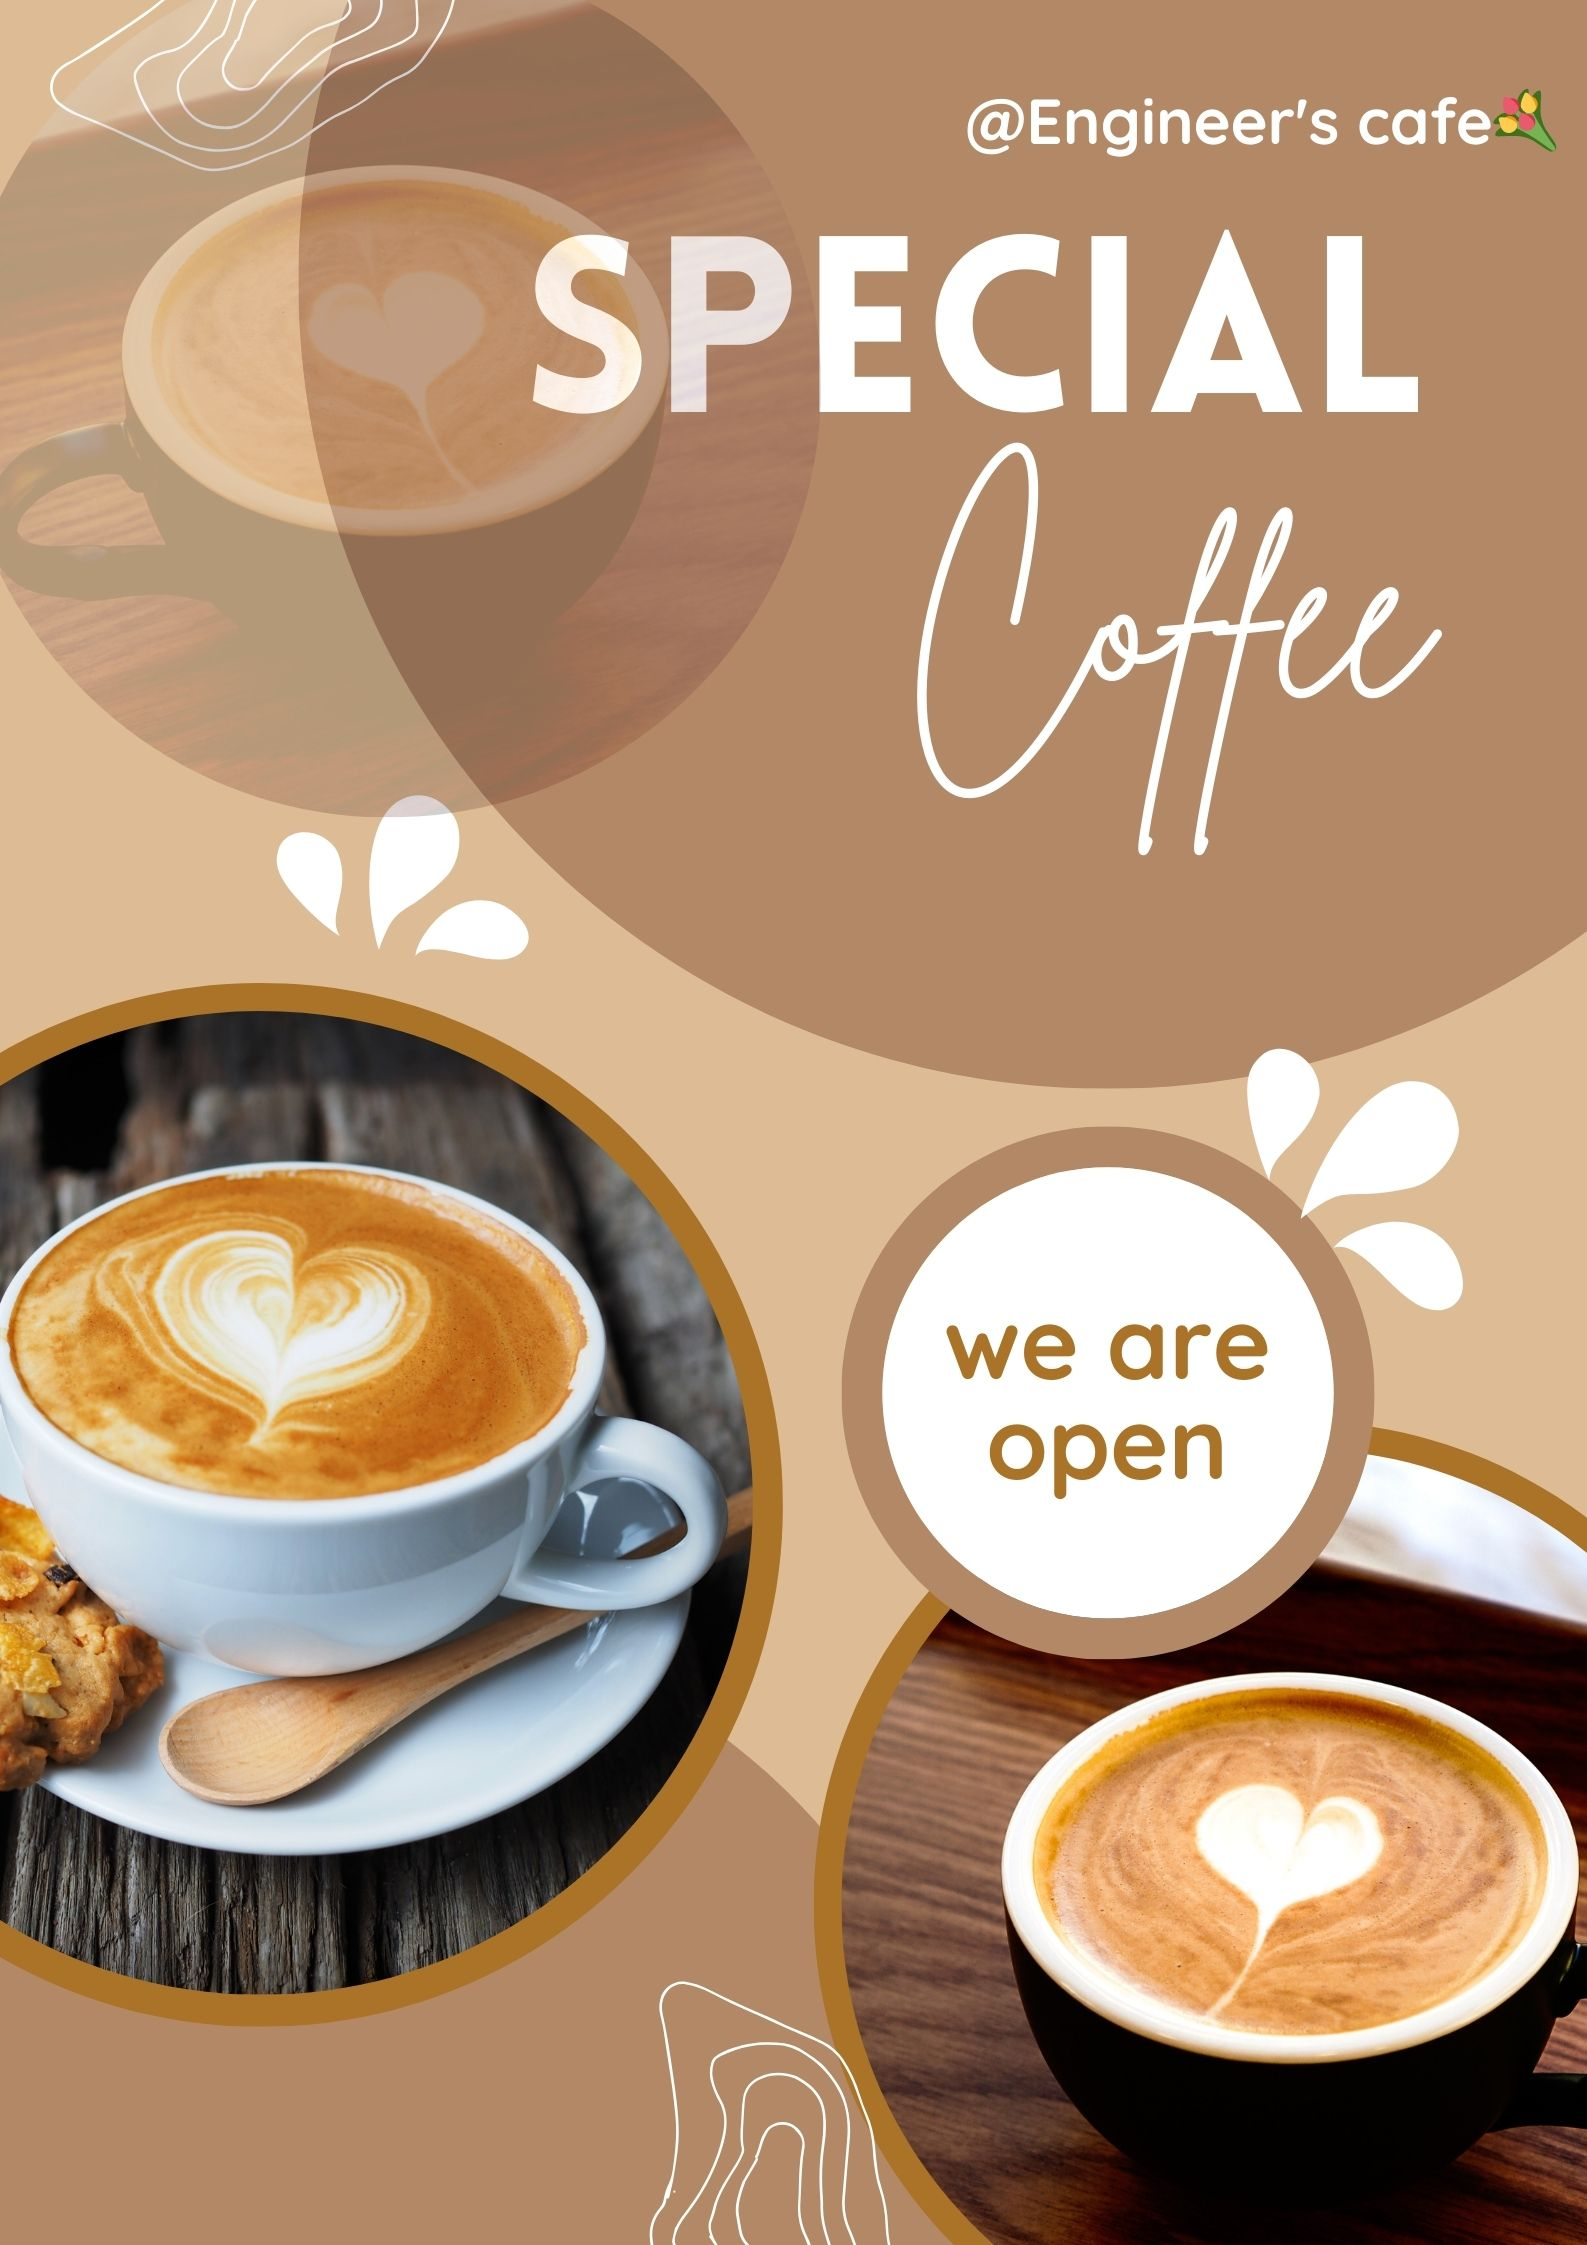 @Engineer's cafe💐
SPECIAL
Coffee
we are
open